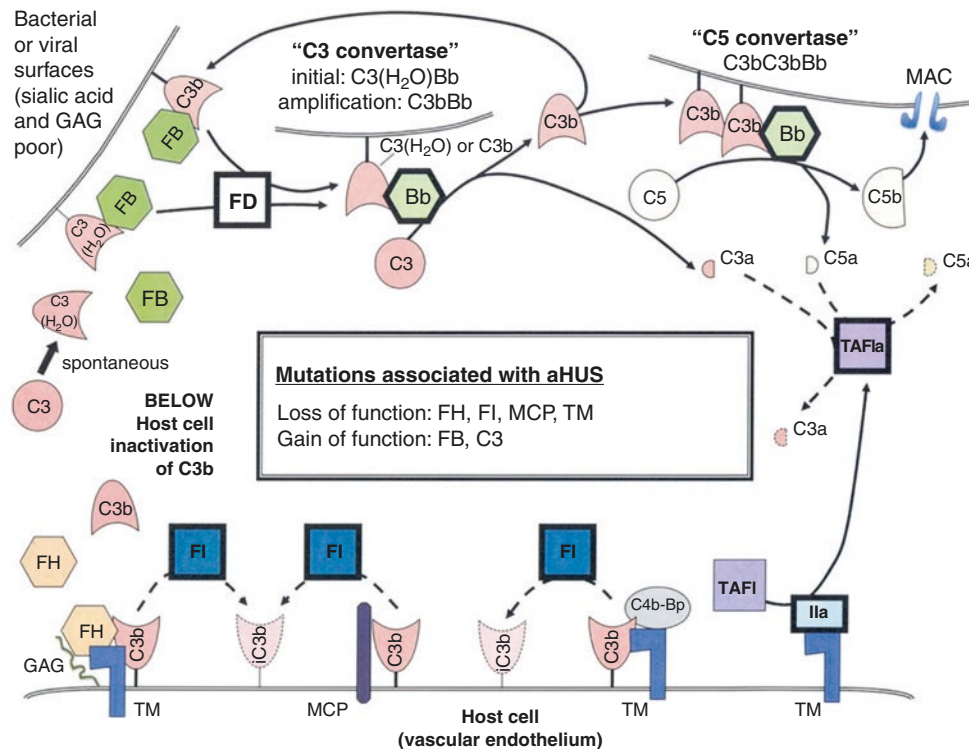 Bacterial
or viral
surfaces
(sialic acid
and GAG
poor)
"C3 convertase"
initial: C3(H₂O)Bb
amplification: C3bBb
"C5 convertase"
C3bC3bBb
MAC
C3b
FB
C3(H₂O) or C3b
C3b
C3b
C3b
Bb
FB
FD
Bb
C5
C5b
C3
(H₂O)
C3
C3a
C5a
C5a
C3
(H₂O)
FB
TAFIa
spontaneous
C3
Mutations associated with aHUS
Loss of function: FH, FI, MCP, TM
Gain of function: FB, C3
C3a
BELOW
Host cell
inactivation
of C3b
C3b
FH
FI
FI
FI
TAFI
IIa
C4b-Bp
FH
C3b
iC3b
C3b
iC3b
C3b
GAG
TM
MCP
Host cell
(vascular endothelium)
TM
TM